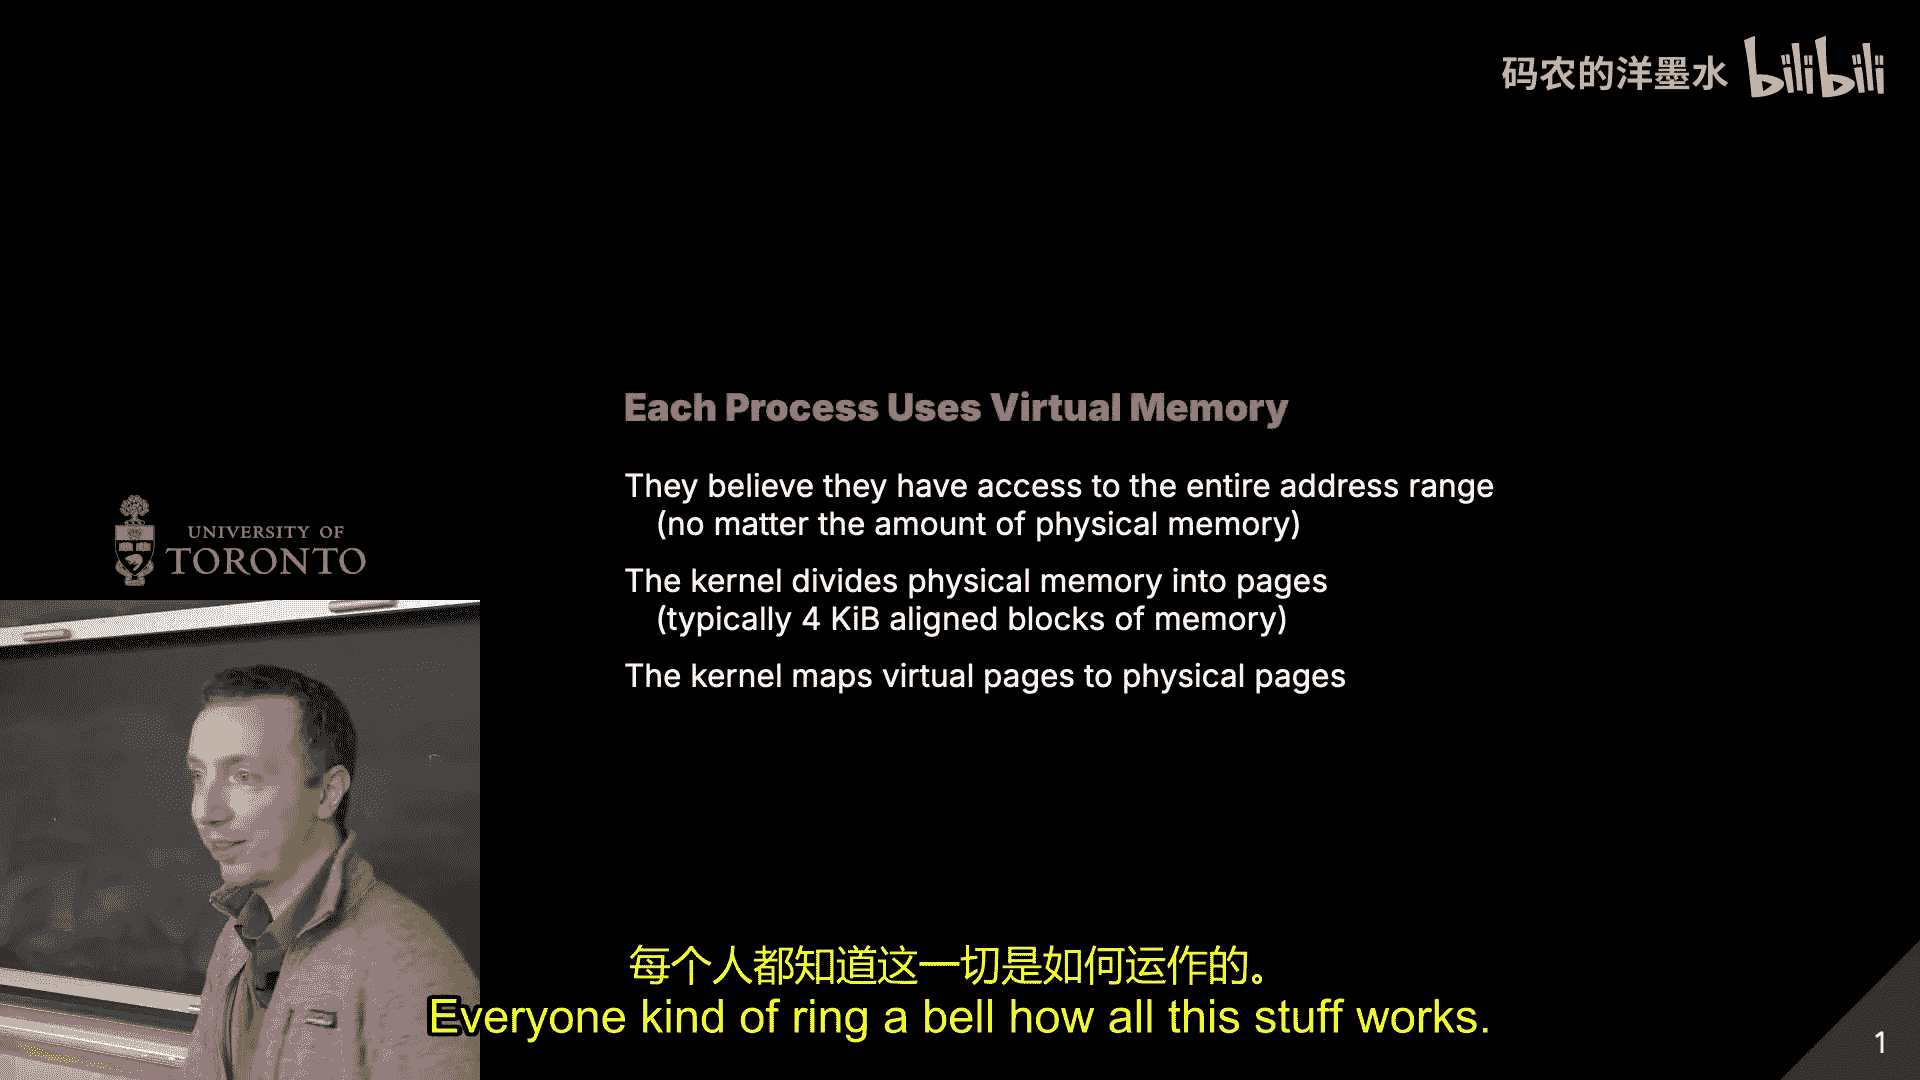 码农的洋墨水 bilibili
Each Process Uses Virtual Memory
They believe they have access to the entire address range
(no matter the amount of physical memory)
The kernel divides physical memory into pages
(typically 4 KiB aligned blocks of memory)
The kernel maps virtual pages to physical pages
UNIVERSITY OF
TORONTO
每个人都知道这一切是如何运作的。
Everyone kind of ring a bell how all this stuff works.
1